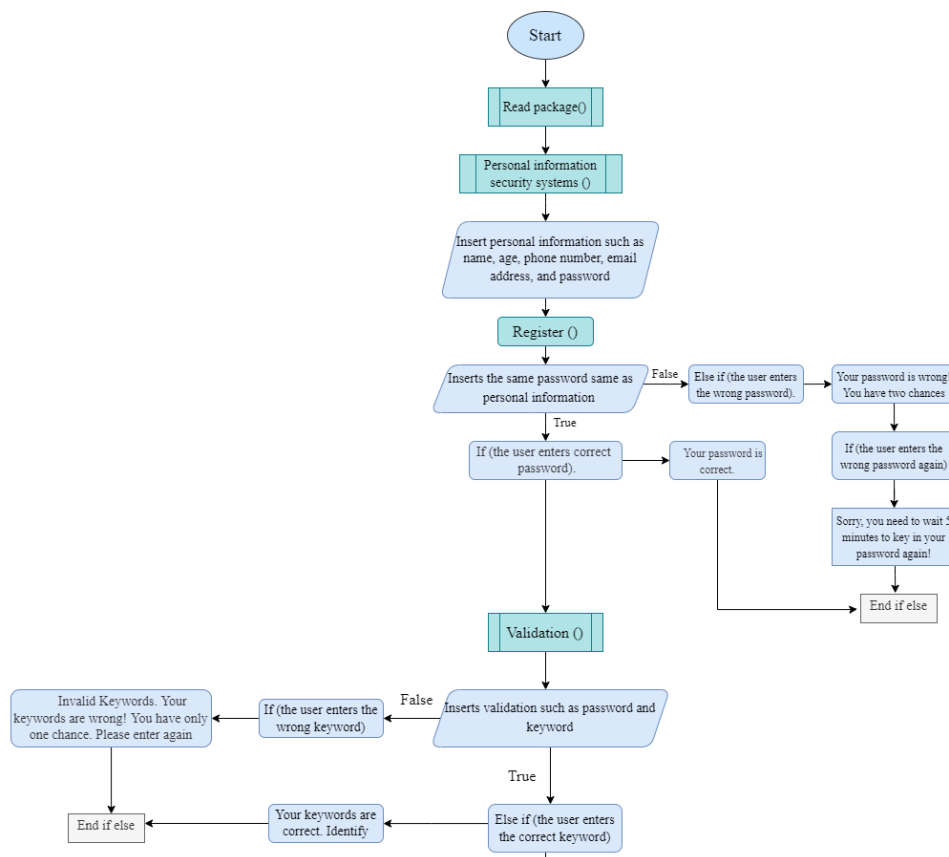 Start
Read package()
Personal information
security systems ()
Insert personal information such as
name, age, phone number, email
address, and password
Register ()
Inserts the same password same as
personal information
False
Else if (the user enters
the wrong password).
Your password is wrong!
You have two chances
True
If (the user enters correct
password).
Your password is
correct.
If (the user enters the
wrong password again)
Sorry, you need to wait 5
minutes to key in your
password again!
End if else
Validation ()
Inserts validation such as password and
keyword
False
If (the user enters the
wrong keyword)
Invalid Keywords. Your
keywords are wrong! You have only
one chance. Please enter again
True
Else if (the user enters
the correct keyword)
Your keywords are
correct. Identify
End if else